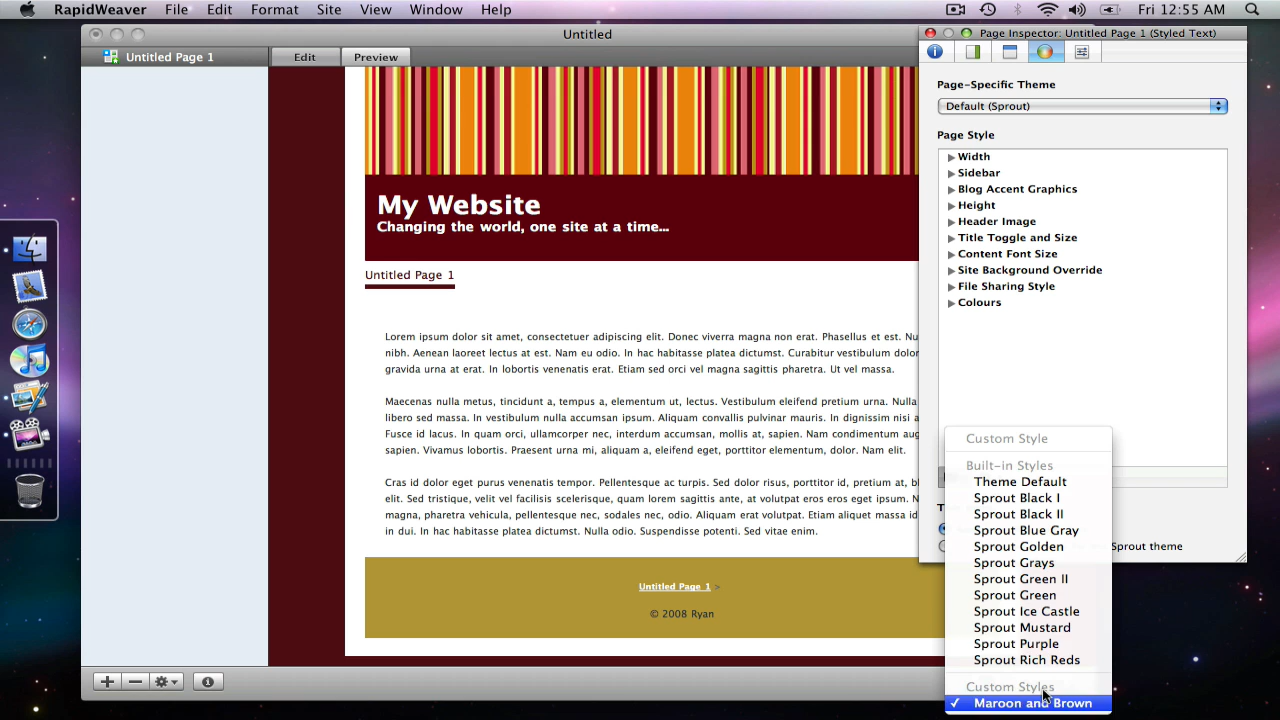 RapidWeaver File Edit Format Site View Window Help Fri 12:55 AM
Untitled
Page Inspector: Untitled Page 1 (Styled Text)
Untitled Page 1
Edit Preview
My Website
Changing the world, one site at a time...
Untitled Page 1
Lorem ipsum dolor sit amet, consectetuer adipiscing elit. Donec viverra magna non erat. Phasellus et est. Nu
nibh. Aenean laoreet lectus at est. Nam eu odio. In hac habitasse platea dictumst. Curabitur vestibulum dolor
gravida urna at erat. In lobortis venenatis erat. Etiam sed orci vel magna sagittis pharetra. Ut vel massa.
Maecenas nulla metus, tincidunt a, tempus a, elementum ut, lectus. Vestibulum eleifend pretium urna. Nulla
libero sed massa. In vestibulum nulla accumsan ipsum. Aliquam convallis pulvinar mauris. In dignissim nisi a
Fusce id lacus. In quam orci, ullamcorper nec, interdum accumsan, mollis at, sapien. Nam condimentum aug
sapien. Vivamus lobortis. Praesent urna mi, aliquam a, eleifend eget, porttitor elementum, odio. Nam elit.
Cras id dolor eget purus venenatis tempor. Pellentesque ac turpis. Sed dolor risus, porttitor id, pretium at, b
elit. Sed tristique, velit vel facilisis scelerisque, quam at volutpat eros eros eget diam. Aliquam massa id
magna, pharetra vehicula, pellentesque nec, sodales nec, odio. Aliquam erat volutpat. Cum sociis natoque
in dui. In hac habitasse platea dictumst. Nulla odio. Suspendisse potenti. Sed vitae enim.
Untitled Page 1 >
© 2008 Ryan
Page-Specific Theme
Default (Sprout)
Page Style
Width
Sidebar
Blog Accent Graphics
Height
Header Image
Title Toggle and Size
Content Font Size
Site Background Override
File Sharing Style
Colours
Sprout theme
Custom Style
Built-in Styles
Theme Default
Sprout Black I
Sprout Black II
Sprout Blue Gray
Sprout Golden
Sprout Grays
Sprout Green II
Sprout Green
Sprout Ice Castle
Sprout Mustard
Sprout Purple
Sprout Rich Reds
Custom Styles
✓ Maroon and Brown